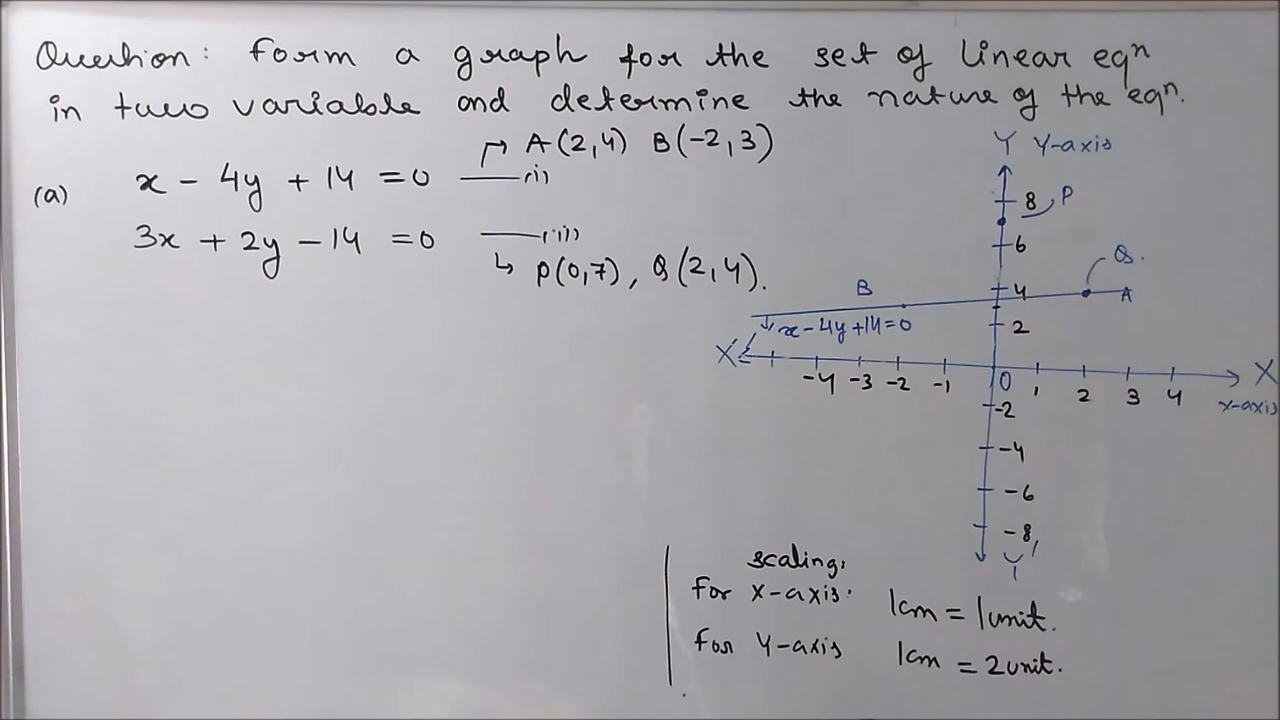 Question: Form a graph for the set of linear eqⁿ
in two variable and determine the nature of the eqⁿ.
→ A(2,4) B(-2,3)
(a) x - 4y + 14 = 0 —(i)
3x + 2y - 14 = 0 —(ii)
↳ P(0,7), Q(2,4).
Y Y-axis
8 P
6
Q.
B 4 A
x-4y+14=0 2
X' X
-4 -3 -2 -1 0 1 2 3 4
x-axis
-2
-4
-6
-8
Y'
scaling,
For X-axis. 1cm = 1unit.
For Y-axis 1cm = 2unit.